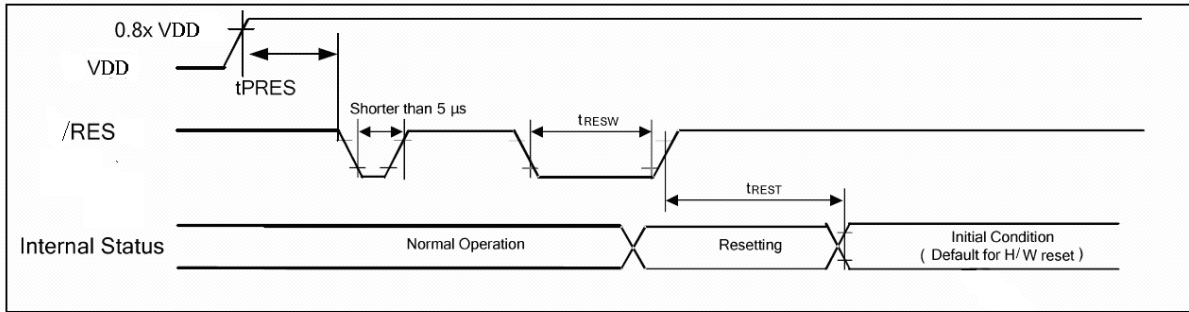 0.8x VDD
VDD
tPRES
Shorter than 5 µs
/RES
tRESW
tREST
Internal Status
Normal Operation
Resetting
Initial Condition
( Default for H/W reset )